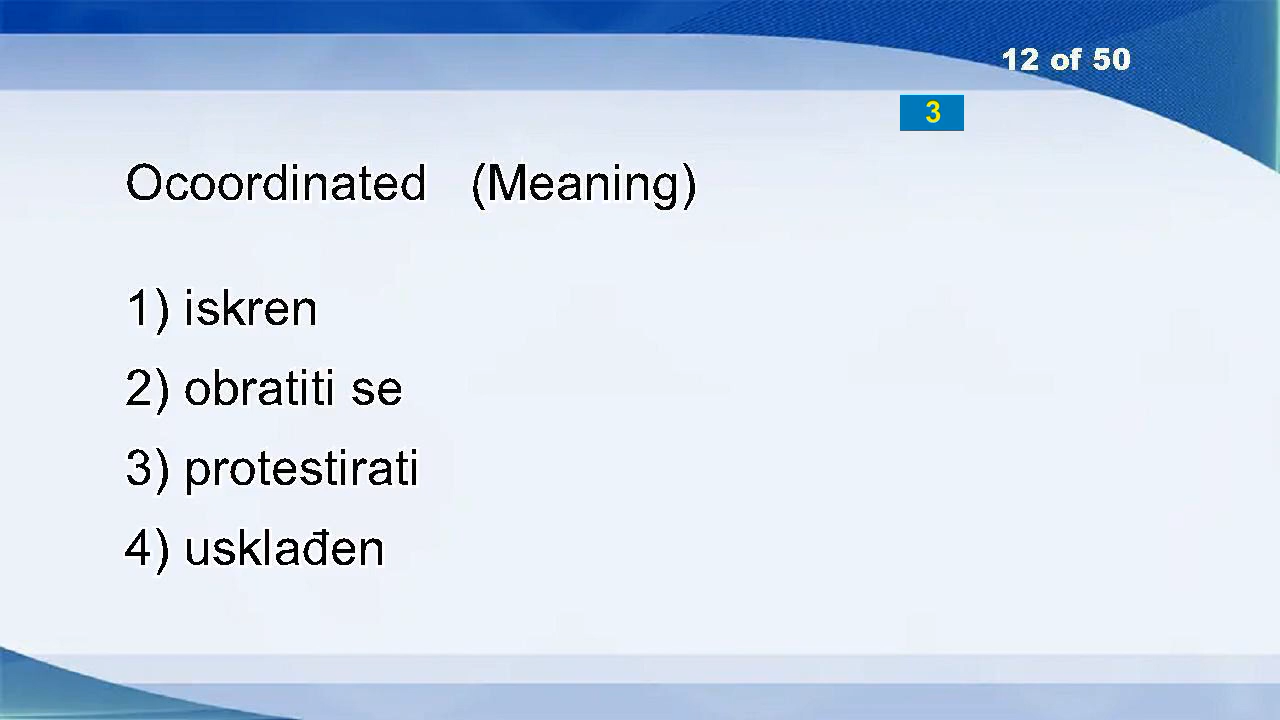 12 of 50
3
Ocoordinated (Meaning)
1) iskren
2) obratiti se
3) protestirati
4) usklađen